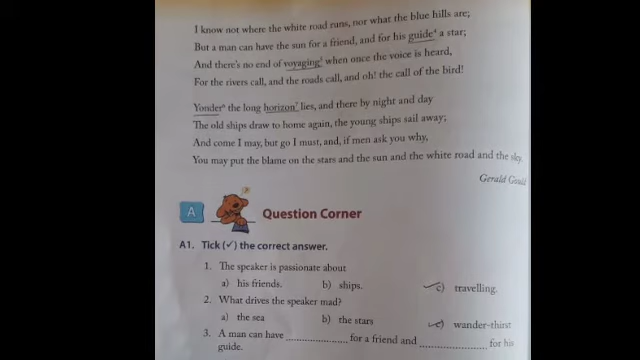 I know not where the white road runs, nor what the blue hills are;
But a man can have the sun for a friend, and for his guide⁴ a star;
And there's no end of voyaging⁵ when once the voice is heard,
For the rivers call, and the roads call, and oh! the call of the bird!
Yonder⁶ the long horizon⁷ lies, and there by night and day
The old ships draw to home again, the young ships sail away;
And come I may, but go I must, and, if men ask you why,
You may put the blame on the stars and the sun and the white road and the sky.
Gerald Gould
A Question Corner
A1. Tick (✓) the correct answer.
1. The speaker is passionate about
a) his friends. b) ships. c) travelling.
2. What drives the speaker mad?
a) the sea b) the stars c) wander-thirst
3. A man can have .................... for a friend and .................... for his
guide.